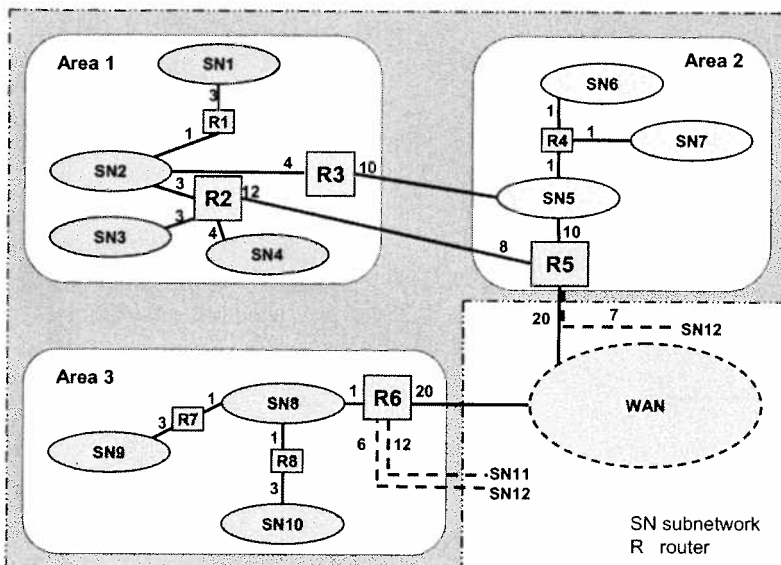 Area 1
SN1
3
R1
1
SN2
4
R3
10
3
R2
12
3
SN3
4
SN4
Area 2
SN6
1
R4
1
SN7
1
SN5
10
8
R5
20
7
SN12
WAN
Area 3
1
R7
3
SN9
SN8
1
R6
20
1
R8
3
SN10
6
12
SN11
SN12
SN subnetwork
R router